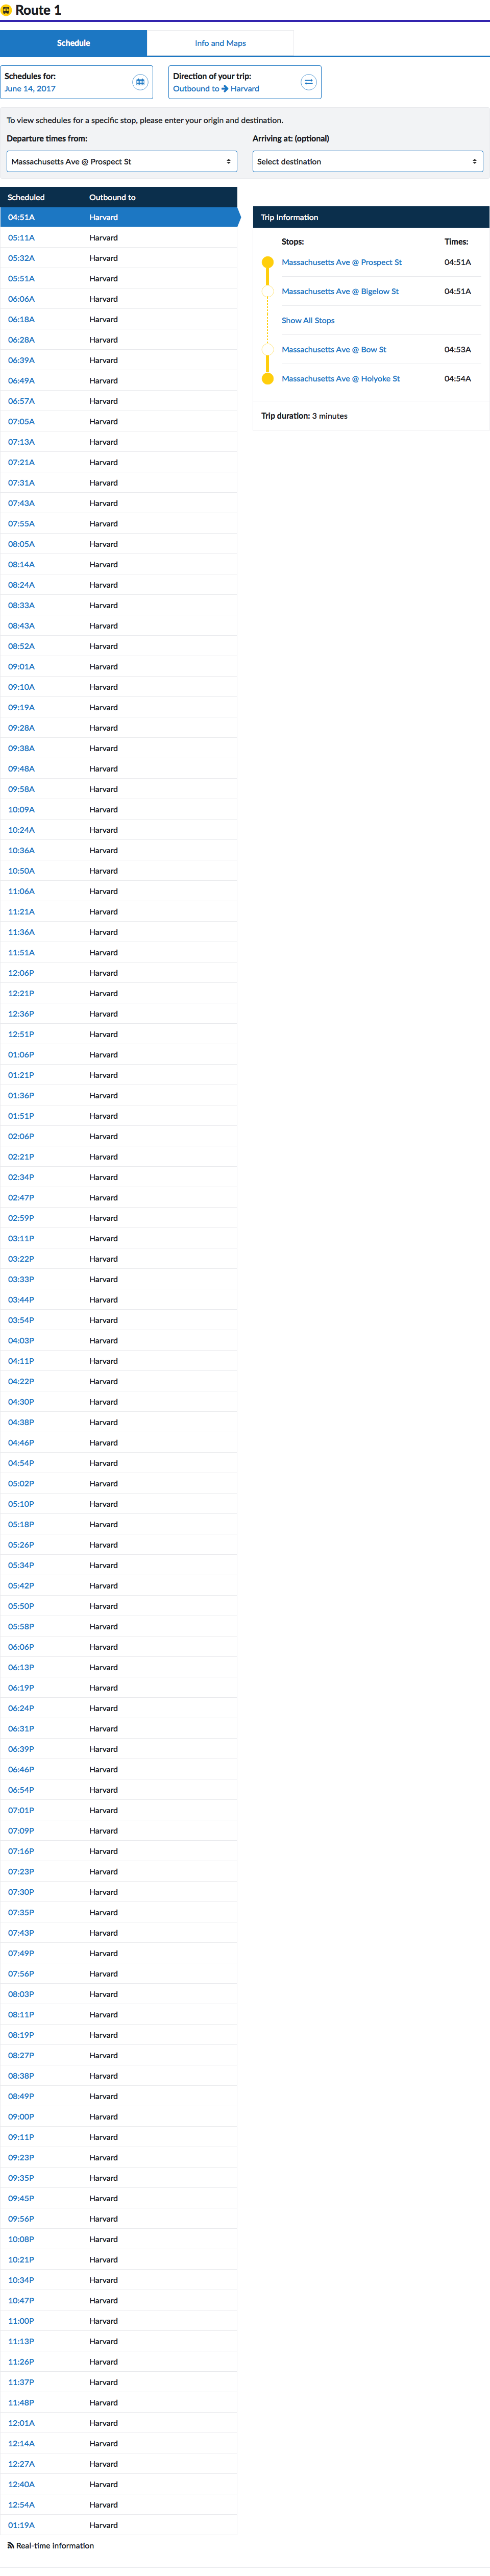 Route 1
Schedule
Info and Maps
Schedules for:
June 14, 2017
Direction of your trip:
Outbound to Harvard
To view schedules for a specific stop, please enter your origin and destination.
Departure times from:
Massachusetts Ave @ Prospect St
Arriving at: (optional)
Select destination
Scheduled Outbound to
04:51A Harvard
05:11A Harvard
05:32A Harvard
05:51A Harvard
06:06A Harvard
06:18A Harvard
06:28A Harvard
06:39A Harvard
06:49A Harvard
06:57A Harvard
07:05A Harvard
07:13A Harvard
07:21A Harvard
07:31A Harvard
07:43A Harvard
07:55A Harvard
08:05A Harvard
08:14A Harvard
08:24A Harvard
08:33A Harvard
08:43A Harvard
08:52A Harvard
09:01A Harvard
09:10A Harvard
09:19A Harvard
09:28A Harvard
09:38A Harvard
09:48A Harvard
09:58A Harvard
10:09A Harvard
10:24A Harvard
10:36A Harvard
10:50A Harvard
11:06A Harvard
11:21A Harvard
11:36A Harvard
11:51A Harvard
12:06P Harvard
12:21P Harvard
12:36P Harvard
12:51P Harvard
01:06P Harvard
01:21P Harvard
01:36P Harvard
01:51P Harvard
02:06P Harvard
02:21P Harvard
02:34P Harvard
02:47P Harvard
02:59P Harvard
03:11P Harvard
03:22P Harvard
03:33P Harvard
03:44P Harvard
03:54P Harvard
04:03P Harvard
04:11P Harvard
04:22P Harvard
04:30P Harvard
04:38P Harvard
04:46P Harvard
04:54P Harvard
05:02P Harvard
05:10P Harvard
05:18P Harvard
05:26P Harvard
05:34P Harvard
05:42P Harvard
05:50P Harvard
05:58P Harvard
06:06P Harvard
06:13P Harvard
06:19P Harvard
06:24P Harvard
06:31P Harvard
06:39P Harvard
06:46P Harvard
06:54P Harvard
07:01P Harvard
07:09P Harvard
07:16P Harvard
07:23P Harvard
07:30P Harvard
07:35P Harvard
07:43P Harvard
07:49P Harvard
07:56P Harvard
08:03P Harvard
08:11P Harvard
08:19P Harvard
08:27P Harvard
08:38P Harvard
08:49P Harvard
09:00P Harvard
09:11P Harvard
09:23P Harvard
09:35P Harvard
09:45P Harvard
09:56P Harvard
10:08P Harvard
10:21P Harvard
10:34P Harvard
10:47P Harvard
11:00P Harvard
11:13P Harvard
11:26P Harvard
11:37P Harvard
11:48P Harvard
12:01A Harvard
12:14A Harvard
12:27A Harvard
12:40A Harvard
12:54A Harvard
01:19A Harvard
Real-time information
Trip Information
Stops: Times:
Massachusetts Ave @ Prospect St 04:51A
Massachusetts Ave @ Bigelow St 04:51A
Show All Stops
Massachusetts Ave @ Bow St 04:53A
Massachusetts Ave @ Holyoke St 04:54A
Trip duration: 3 minutes